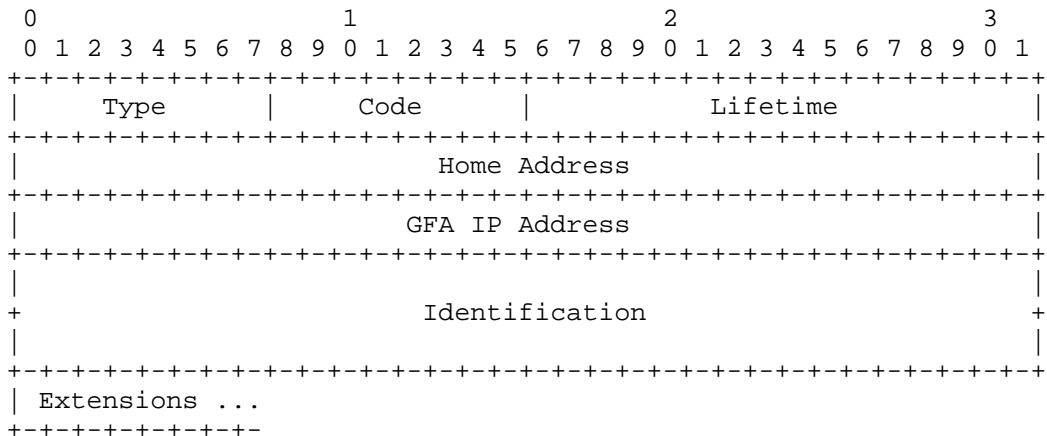 0                   1                   2                   3
 0 1 2 3 4 5 6 7 8 9 0 1 2 3 4 5 6 7 8 9 0 1 2 3 4 5 6 7 8 9 0 1
+-+-+-+-+-+-+-+-+-+-+-+-+-+-+-+-+-+-+-+-+-+-+-+-+-+-+-+-+-+-+-+-+
|     Type      |     Code      |           Lifetime            |
+-+-+-+-+-+-+-+-+-+-+-+-+-+-+-+-+-+-+-+-+-+-+-+-+-+-+-+-+-+-+-+-+
|                          Home Address                         |
+-+-+-+-+-+-+-+-+-+-+-+-+-+-+-+-+-+-+-+-+-+-+-+-+-+-+-+-+-+-+-+-+
|                        GFA IP Address                         |
+-+-+-+-+-+-+-+-+-+-+-+-+-+-+-+-+-+-+-+-+-+-+-+-+-+-+-+-+-+-+-+-+
|                                                               |
+                         Identification                        +
|                                                               |
+-+-+-+-+-+-+-+-+-+-+-+-+-+-+-+-+-+-+-+-+-+-+-+-+-+-+-+-+-+-+-+-+
| Extensions ...
+-+-+-+-+-+-+-+-